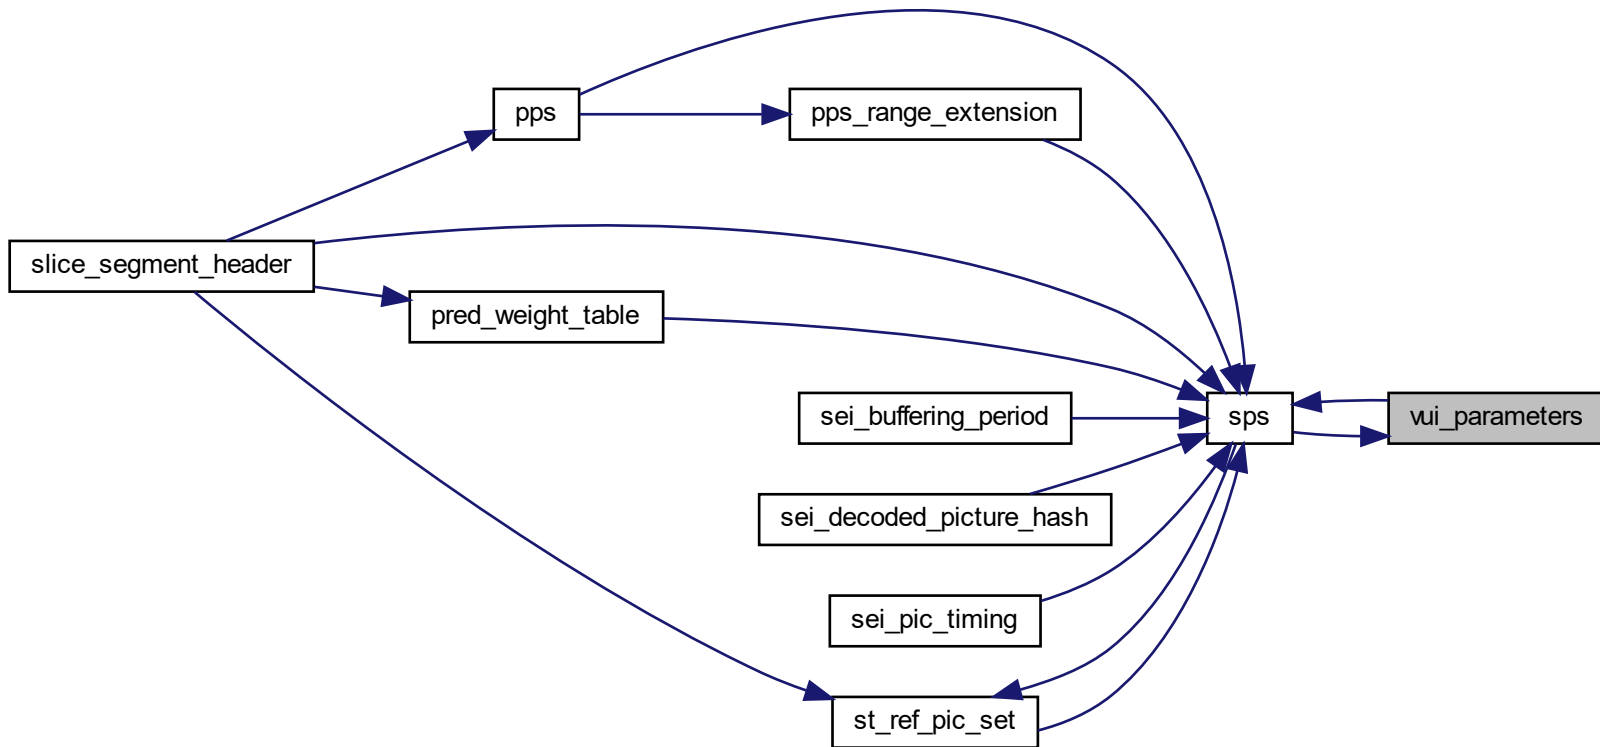 pps
pps_range_extension
slice_segment_header
pred_weight_table
sei_buffering_period
sps
vui_parameters
sei_decoded_picture_hash
sei_pic_timing
st_ref_pic_set